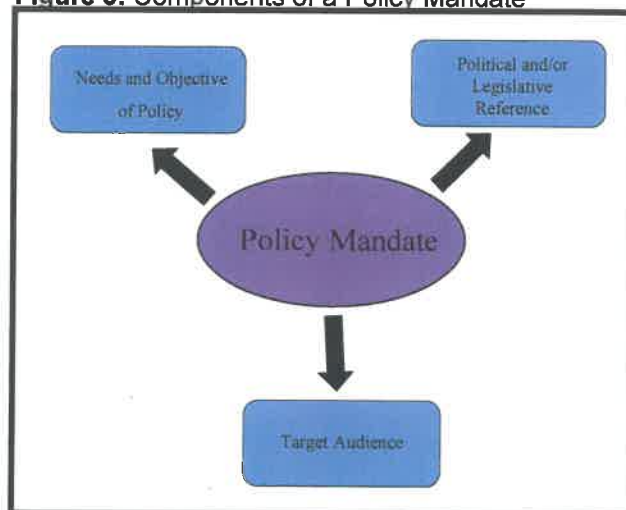 Components of a Policy Mandate
Needs and Objective
of Policy
Political and/or
Legislative
Reference
Policy Mandate
Target Audience